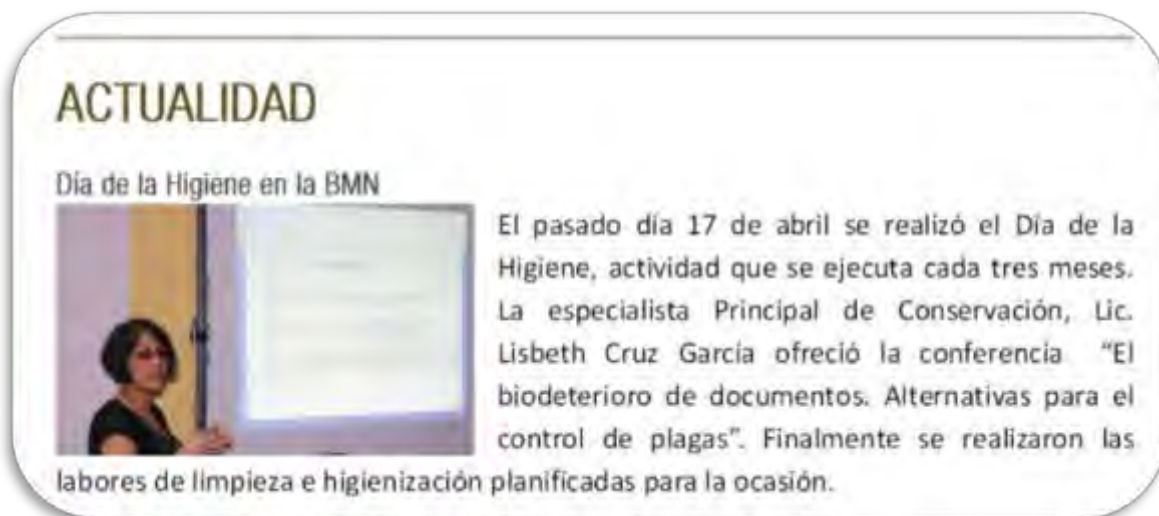 ACTUALIDAD
Día de la Higiene en la BMN
El pasado día 17 de abril se realizó el Día de la
Higiene, actividad que se ejecuta cada tres meses.
La especialista Principal de Conservación, Lic.
Lisbeth Cruz García ofreció la conferencia "El
biodeterioro de documentos. Alternativas para el
control de plagas". Finalmente se realizaron las
labores de limpieza e higienización planificadas para la ocasión.